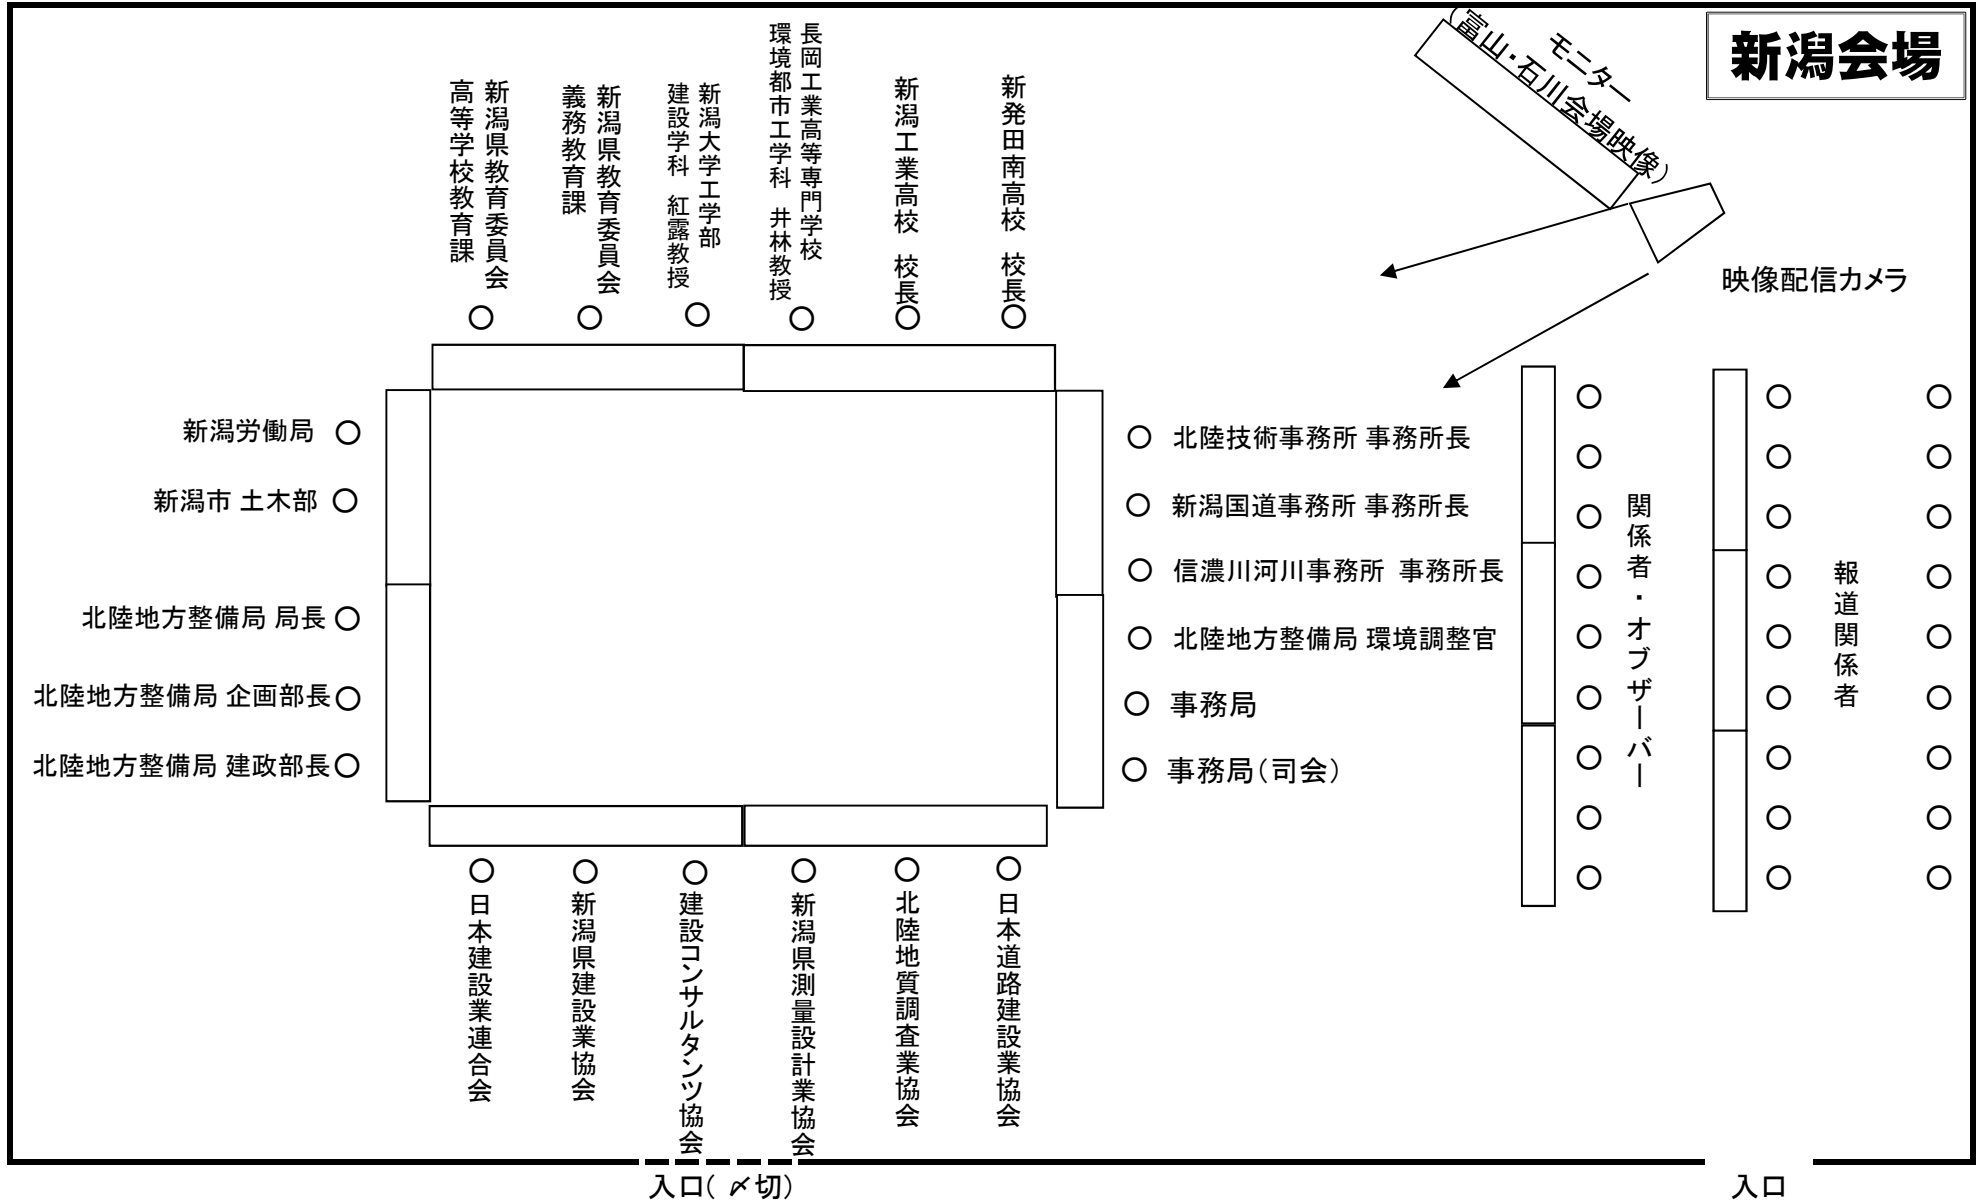 新潟会場
モニター
（富山・石川会場映像）
映像配信カメラ
新潟県教育委員会
高等学校教育課
新潟県教育委員会
義務教育課
新潟大学工学部
建設学科 紅露教授
長岡工業高等専門学校
環境都市工学科 井林教授
新潟工業高校 校長
新発田南高校 校長
新潟労働局
新潟市 土木部
北陸地方整備局 局長
北陸地方整備局 企画部長
北陸地方整備局 建政部長
北陸技術事務所 事務所長
新潟国道事務所 事務所長
信濃川河川事務所 事務所長
北陸地方整備局 環境調整官
事務局
事務局（司会）
関係者・オブザーバー
報道関係者
日本建設業連合会
新潟県建設業協会
建設コンサルタンツ協会
新潟県測量設計業協会
北陸地質調査業協会
日本道路建設業協会
入口（〆切）
入口